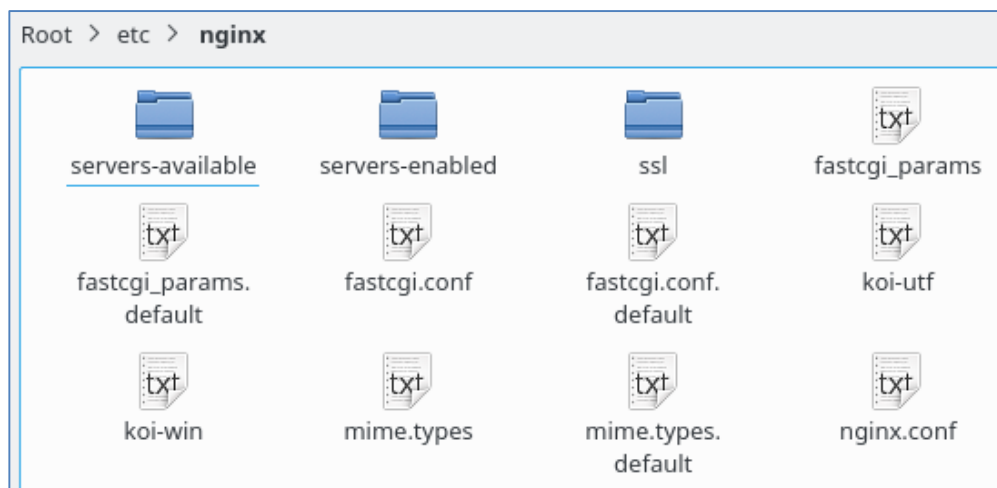 Root > etc > nginx
servers-available servers-enabled ssl fastcgi_params
txt
fastcgi_params.
default
txt
fastcgi.conf
txt
fastcgi.conf.
default
txt
koi-utf
txt
koi-win
txt
mime.types
txt
mime.types.
default
txt
nginx.conf
txt